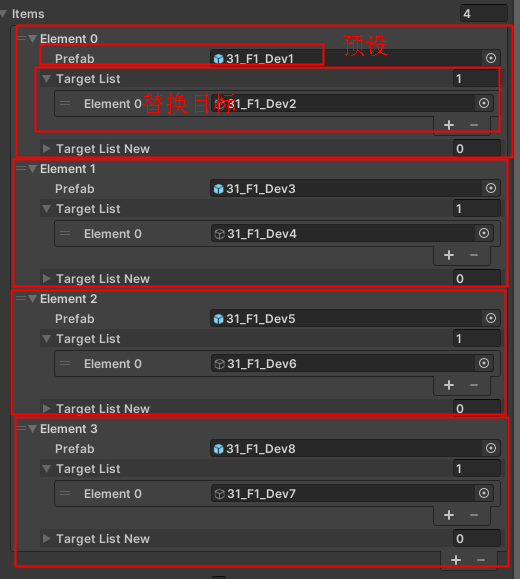 Items 4
Element 0
Prefab 31_F1_Dev1 预设
Target List 1
Element 0 31_F1_Dev2 替换目标
+ −
Target List New 0
Element 1
Prefab 31_F1_Dev3
Target List 1
Element 0 31_F1_Dev4
+ −
Target List New 0
Element 2
Prefab 31_F1_Dev5
Target List 1
Element 0 31_F1_Dev6
+ −
Target List New 0
Element 3
Prefab 31_F1_Dev8
Target List 1
Element 0 31_F1_Dev7
+ −
Target List New 0
+ −